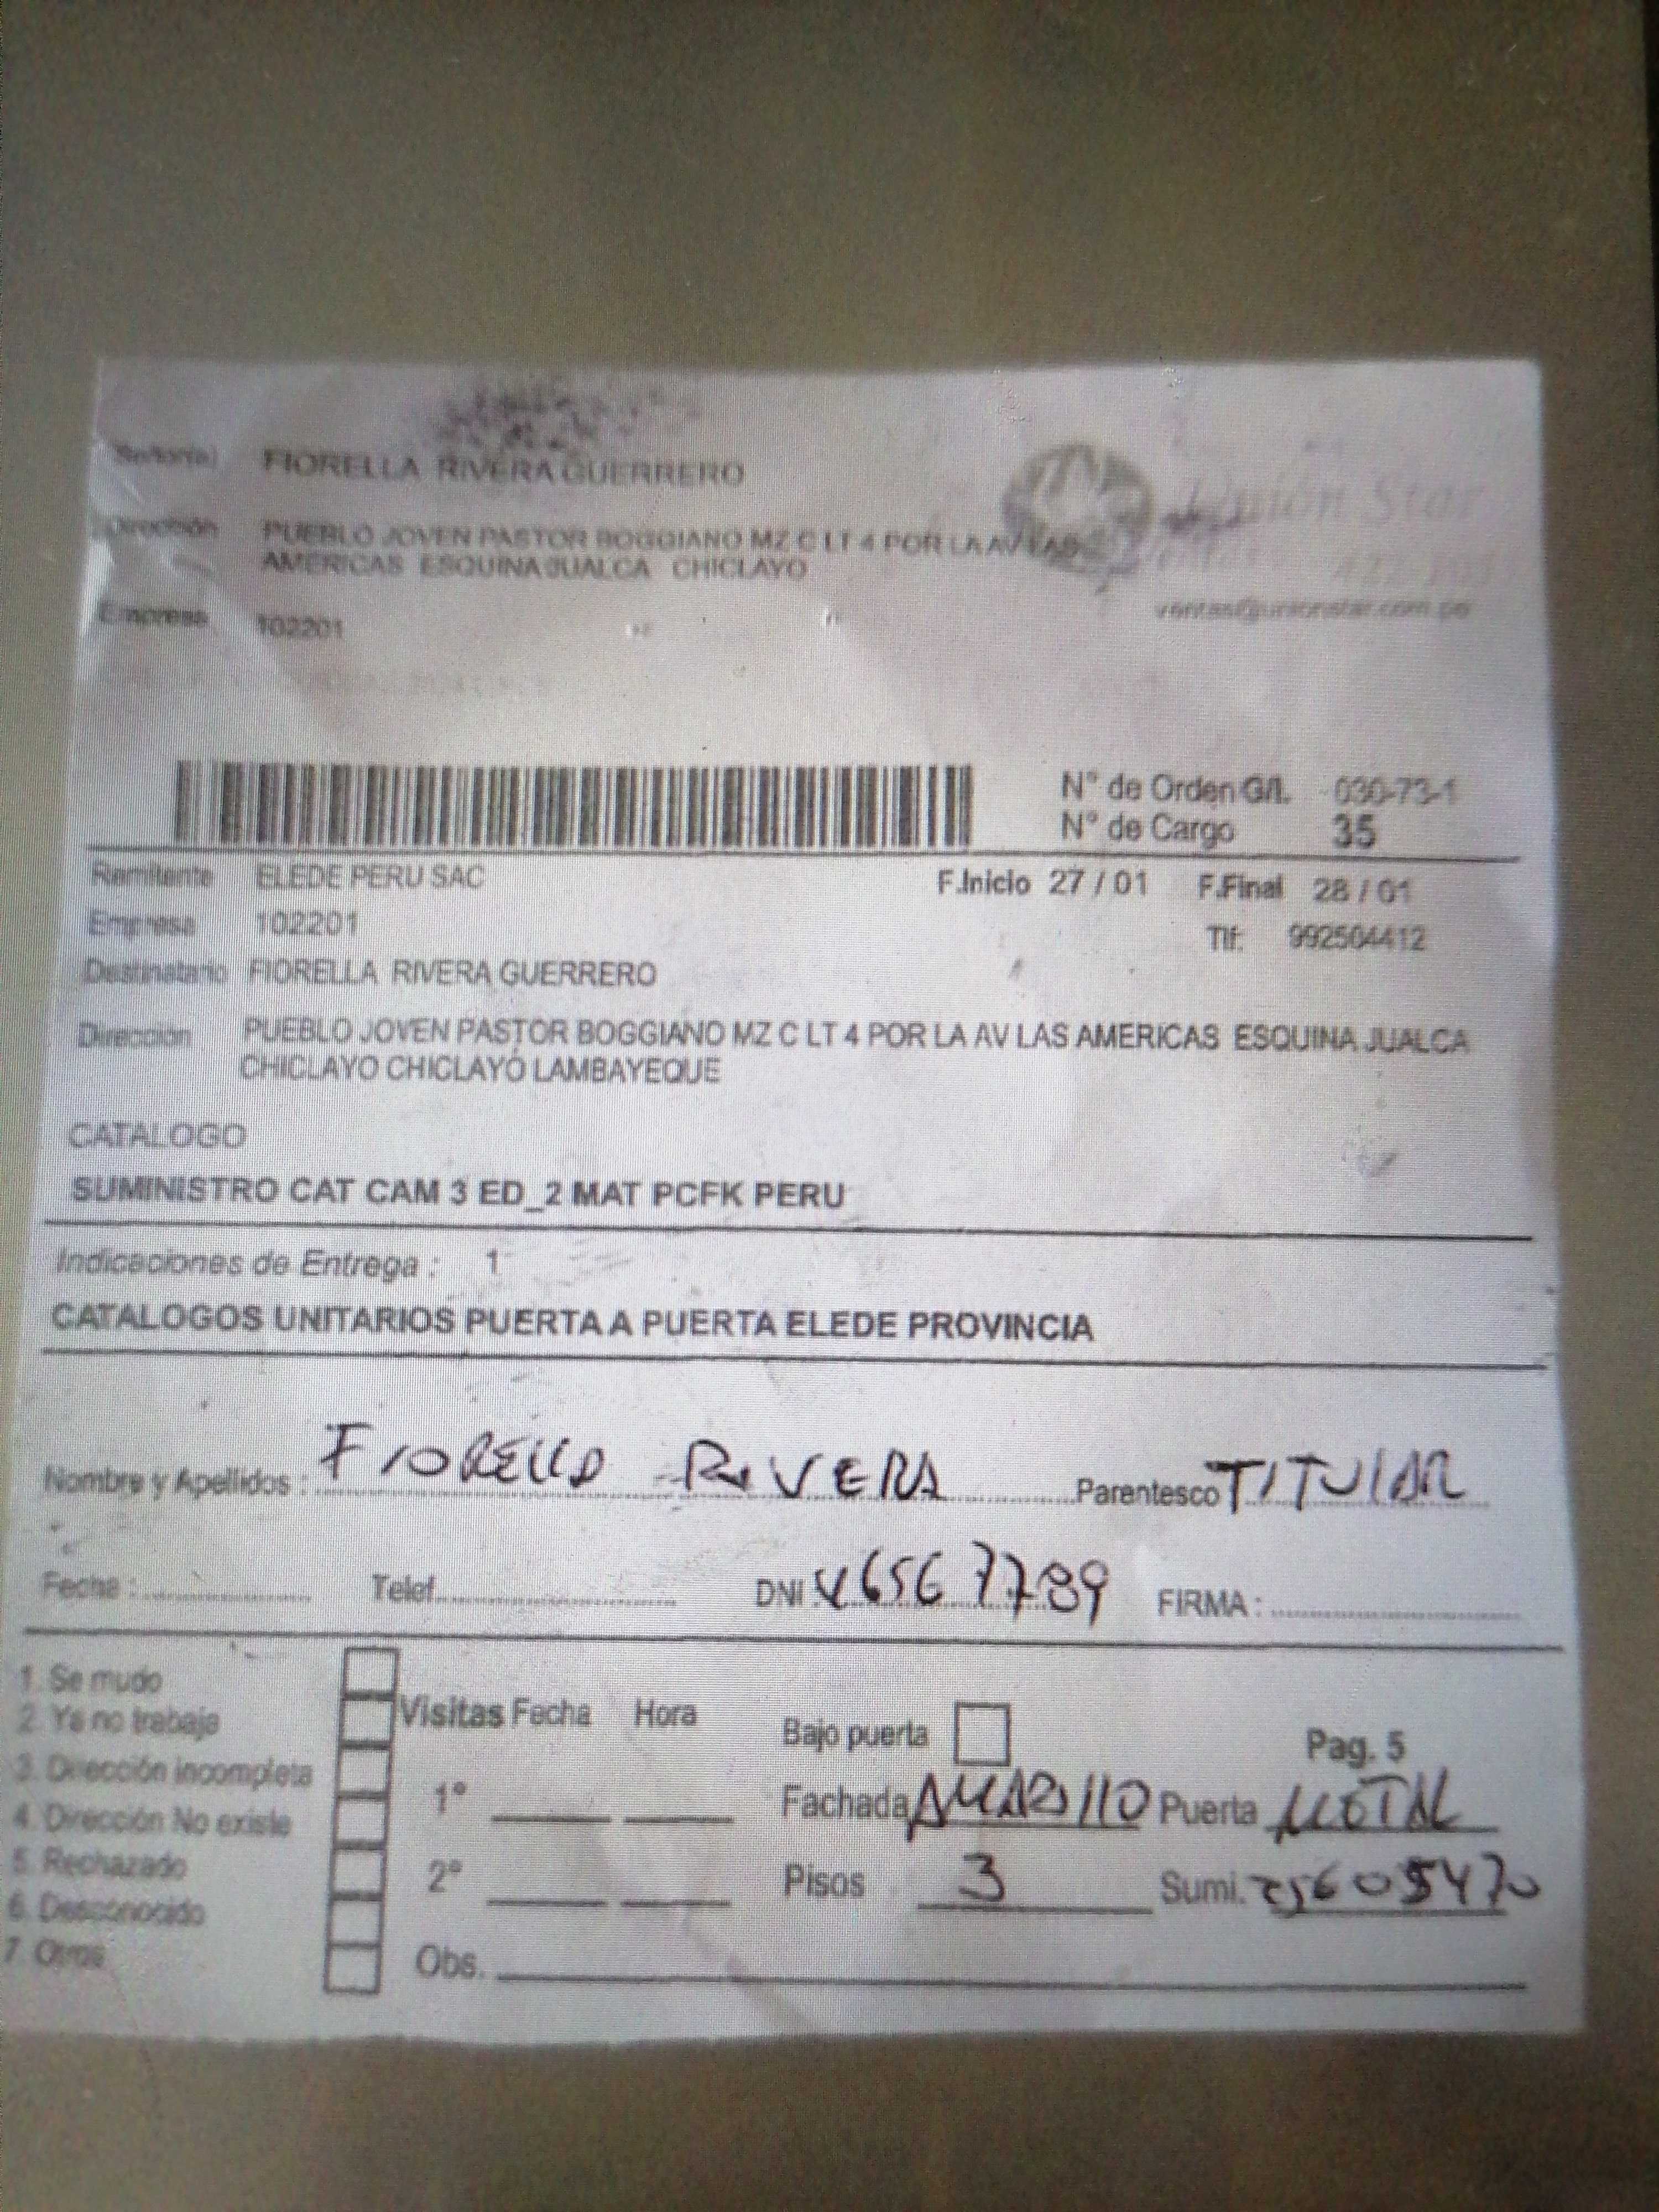 Señor(a) FIORELLA RIVERA GUERRERO
Unión Star
Dirección PUEBLO JOVEN PASTOR BOGGIANO MZ C LT 4 POR LA AV LAS
AMERICAS ESQUINA JUALCA CHICLAYO
Empresa 102201
ventas@unionstar.com.pe
N° de Orden G/L 030-73-1
N° de Cargo 35
Remitente ELEDE PERU SAC F.Inicio 27 / 01 F.Final 28 / 01
Empresa 102201 Tlf: 992504412
Destinatario FIORELLA RIVERA GUERRERO
Dirección PUEBLO JOVEN PASTOR BOGGIANO MZ C LT 4 POR LA AV LAS AMERICAS ESQUINA JUALCA
CHICLAYO CHICLAYO LAMBAYEQUE
CATALOGO
SUMINISTRO CAT CAM 3 ED_2 MAT PCFK PERU
Indicaciones de Entrega : 1
CATALOGOS UNITARIOS PUERTA A PUERTA ELEDE PROVINCIA
Nombre y Apellidos : FIORELLA RIVERA Parentesco TITULAR
Fecha : Telef. DNI 46567789 FIRMA :
1. Se mudo
2. Ya no trabaja
3. Dirección incompleta
4. Dirección No existe
5. Rechazado
6. Desconocido
7. Otros
Visitas Fecha Hora
1°
2°
Obs.
Bajo puerta Pag. 5
Fachada AMARILLO Puerta METAL
Pisos 3 Sumi. 25605470